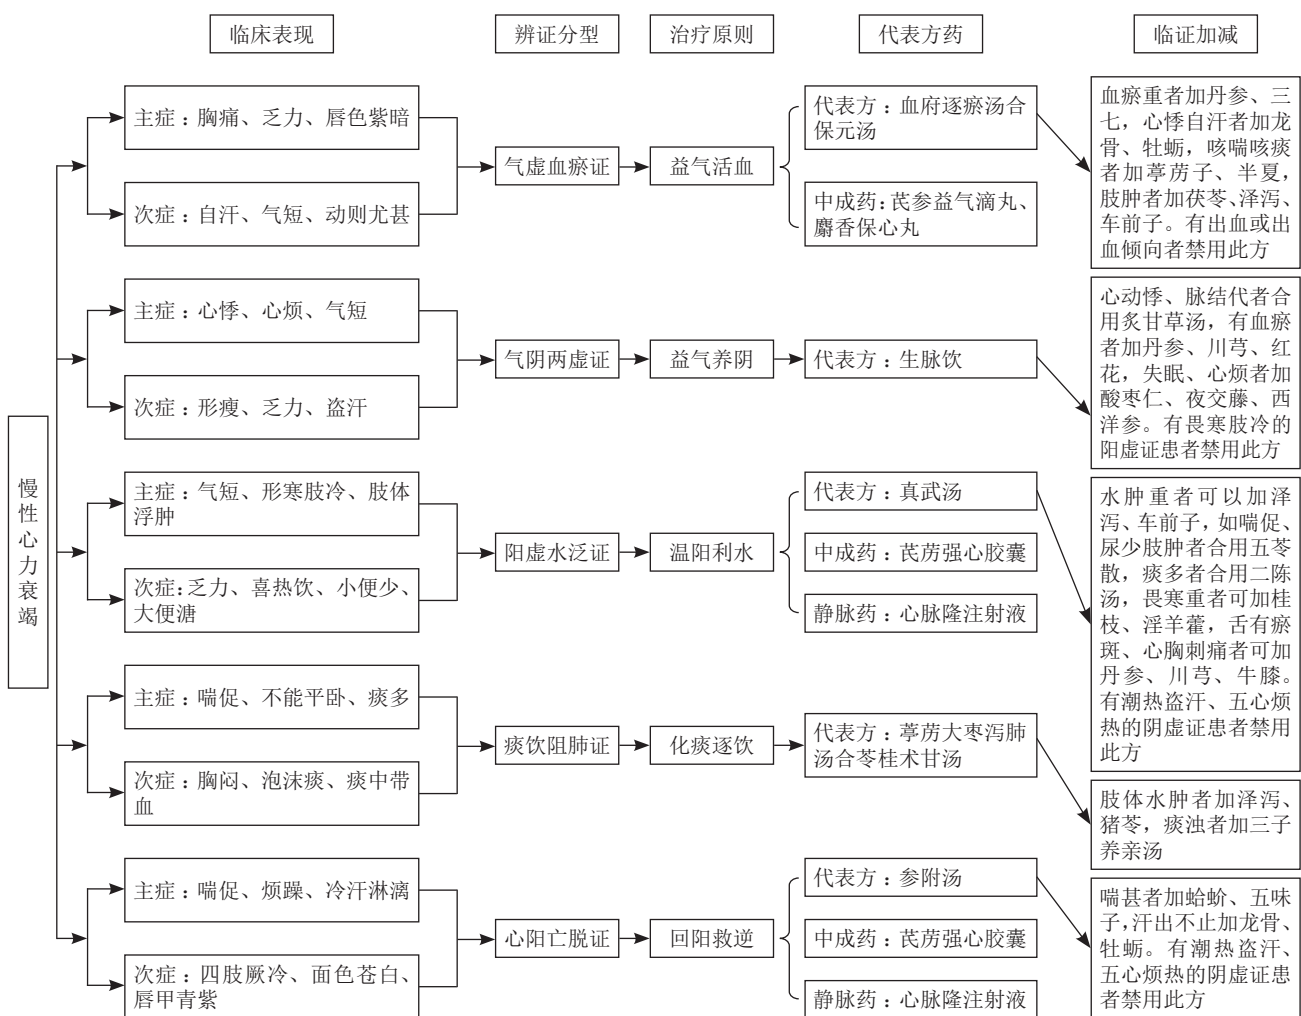 临床表现
辨证分型
治疗原则
代表方药
临证加减
慢性心力衰竭
主症：胸痛、乏力、唇色紫暗
次症：自汗、气短、动则尤甚
气虚血瘀证
益气活血
代表方：血府逐瘀汤合
保元汤
中成药：芪参益气滴丸、
麝香保心丸
血瘀重者加丹参、三
七，心悸自汗者加龙
骨、牡蛎，咳喘咳痰
者加葶苈子、半夏，
肢肿者加茯苓、泽泻、
车前子。有出血或出
血倾向者禁用此方
主症：心悸、心烦、气短
次症：形瘦、乏力、盗汗
气阴两虚证
益气养阴
代表方：生脉饮
心动悸、脉结代者合
用炙甘草汤，有血瘀
者加丹参、川芎、红
花，失眠、心烦者加
酸枣仁、夜交藤、西
洋参。有畏寒肢冷的
阳虚证患者禁用此方
主症：气短、形寒肢冷、肢体
浮肿
次症：乏力、喜热饮、小便少、
大便溏
阳虚水泛证
温阳利水
代表方：真武汤
中成药：芪苈强心胶囊
静脉药：心脉隆注射液
水肿重者可以加泽
泻、车前子，如喘促、
尿少肢肿者合用五苓
散，痰多者合用二陈
汤，畏寒重者可加桂
枝、淫羊藿，舌有瘀
斑、心胸刺痛者可加
丹参、川芎、牛膝。
有潮热盗汗、五心烦
热的阴虚证患者禁用
此方
主症：喘促、不能平卧、痰多
次症：胸闷、泡沫痰、痰中带
血
痰饮阻肺证
化痰逐饮
代表方：葶苈大枣泻肺
汤合苓桂术甘汤
肢体水肿者加泽泻、
猪苓，痰浊者加三子
养亲汤
主症：喘促、烦躁、冷汗淋漓
次症：四肢厥冷、面色苍白、
唇甲青紫
心阳亡脱证
回阳救逆
代表方：参附汤
中成药：芪苈强心胶囊
静脉药：心脉隆注射液
喘甚者加蛤蚧、五味
子，汗出不止加龙骨、
牡蛎。有潮热盗汗、
五心烦热的阴虚证患
者禁用此方